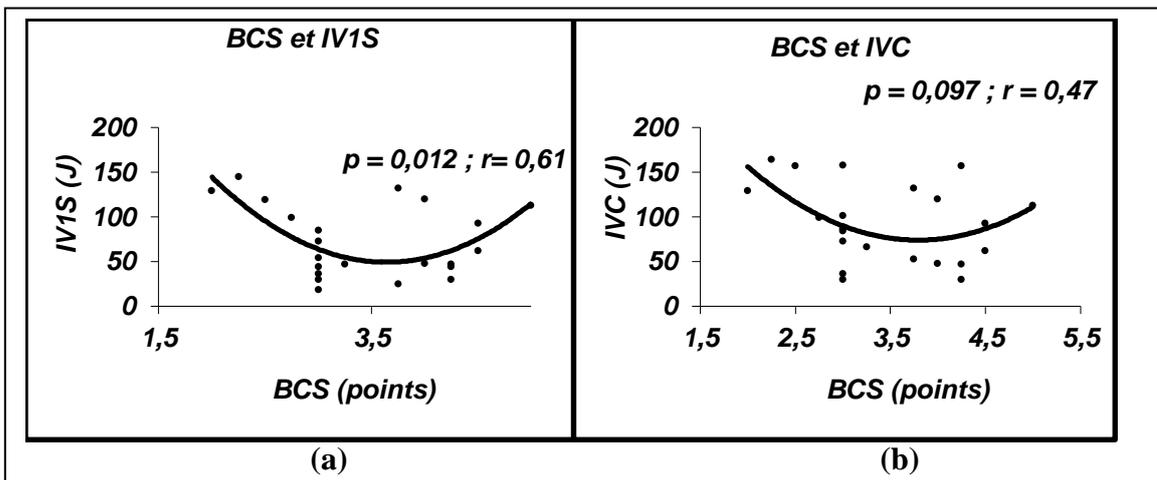 BCS et IV1S
p = 0,012 ; r= 0,61
IV1S (J)
200
150
100
50
0
1,5
3,5
BCS (points)
(a)
BCS et IVC
p = 0,097 ; r = 0,47
IVC (J)
200
150
100
50
0
1,5
2,5
3,5
4,5
5,5
BCS (points)
(b)